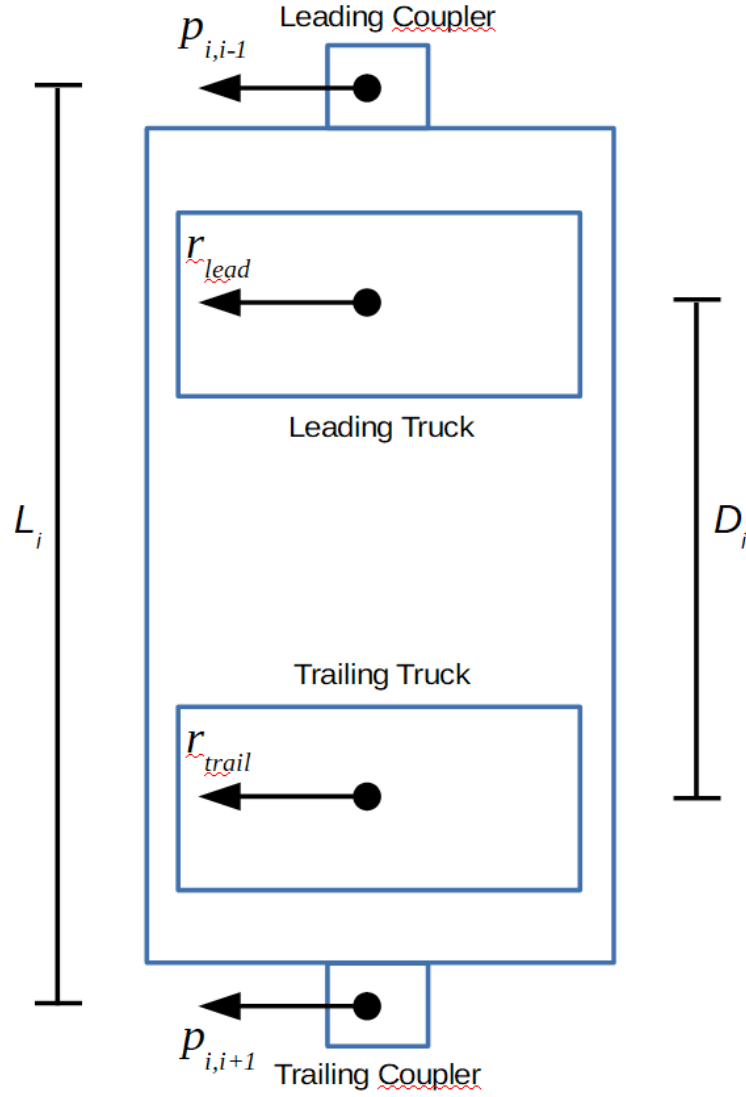 Leading Coupler
p i,i-1
r lead
Leading Truck
L i
D i
Trailing Truck
r trail
p i,i+1
Trailing Coupler